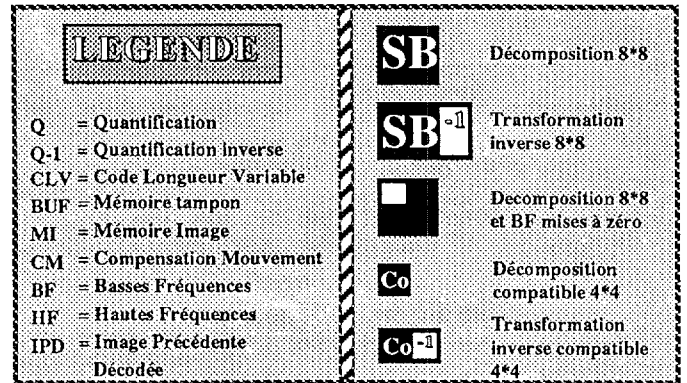 LEGENDE
Q = Quantification
Q-1 = Quantification inverse
CLV = Code Longueur Variable
BUF = Mémoire tampon
MI = Mémoire Image
CM = Compensation Mouvement
BF = Basses Fréquences
HF = Hautes Fréquences
IPD = Image Précédente
Décodée
SB Décomposition 8*8
SB-1 Transformation
inverse 8*8
Decomposition 8*8
et BF mises à zéro
Co Décomposition
compatible 4*4
Co-1 Transformation
inverse compatible
4*4